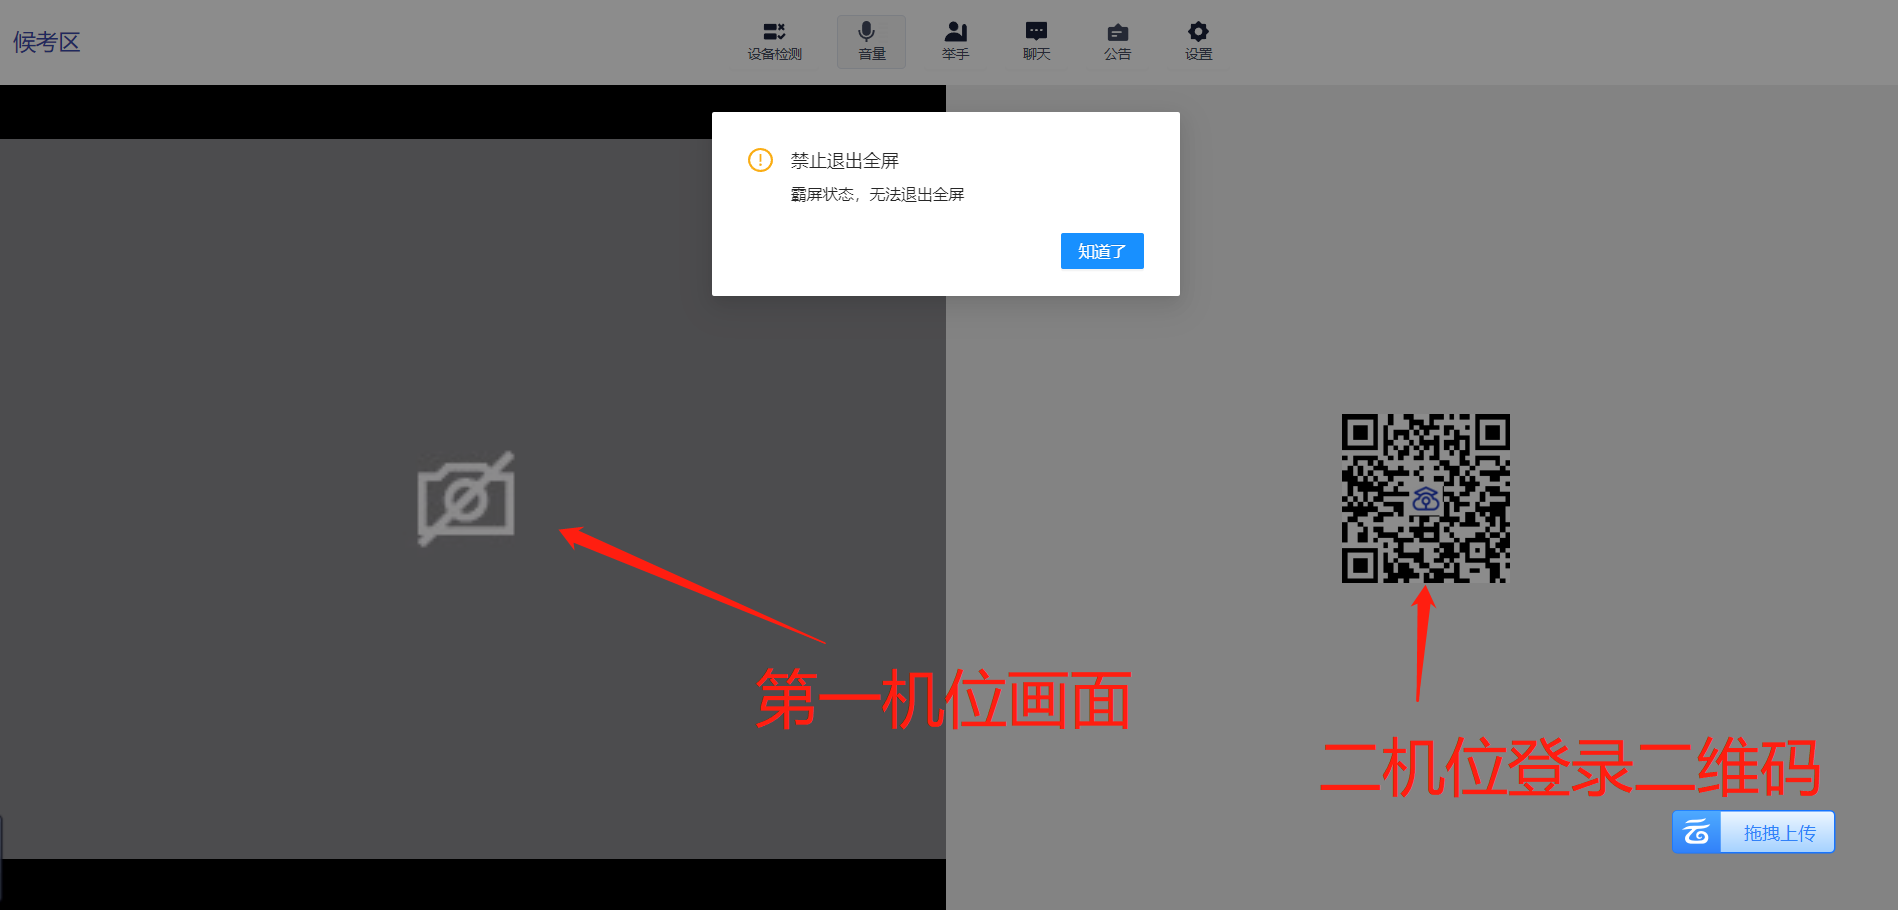 候考区
设备检测
音量
举手
聊天
公告
设置
禁止退出全屏
霸屏状态，无法退出全屏
知道了
第一机位画面
二机位登录二维码
拖拽上传